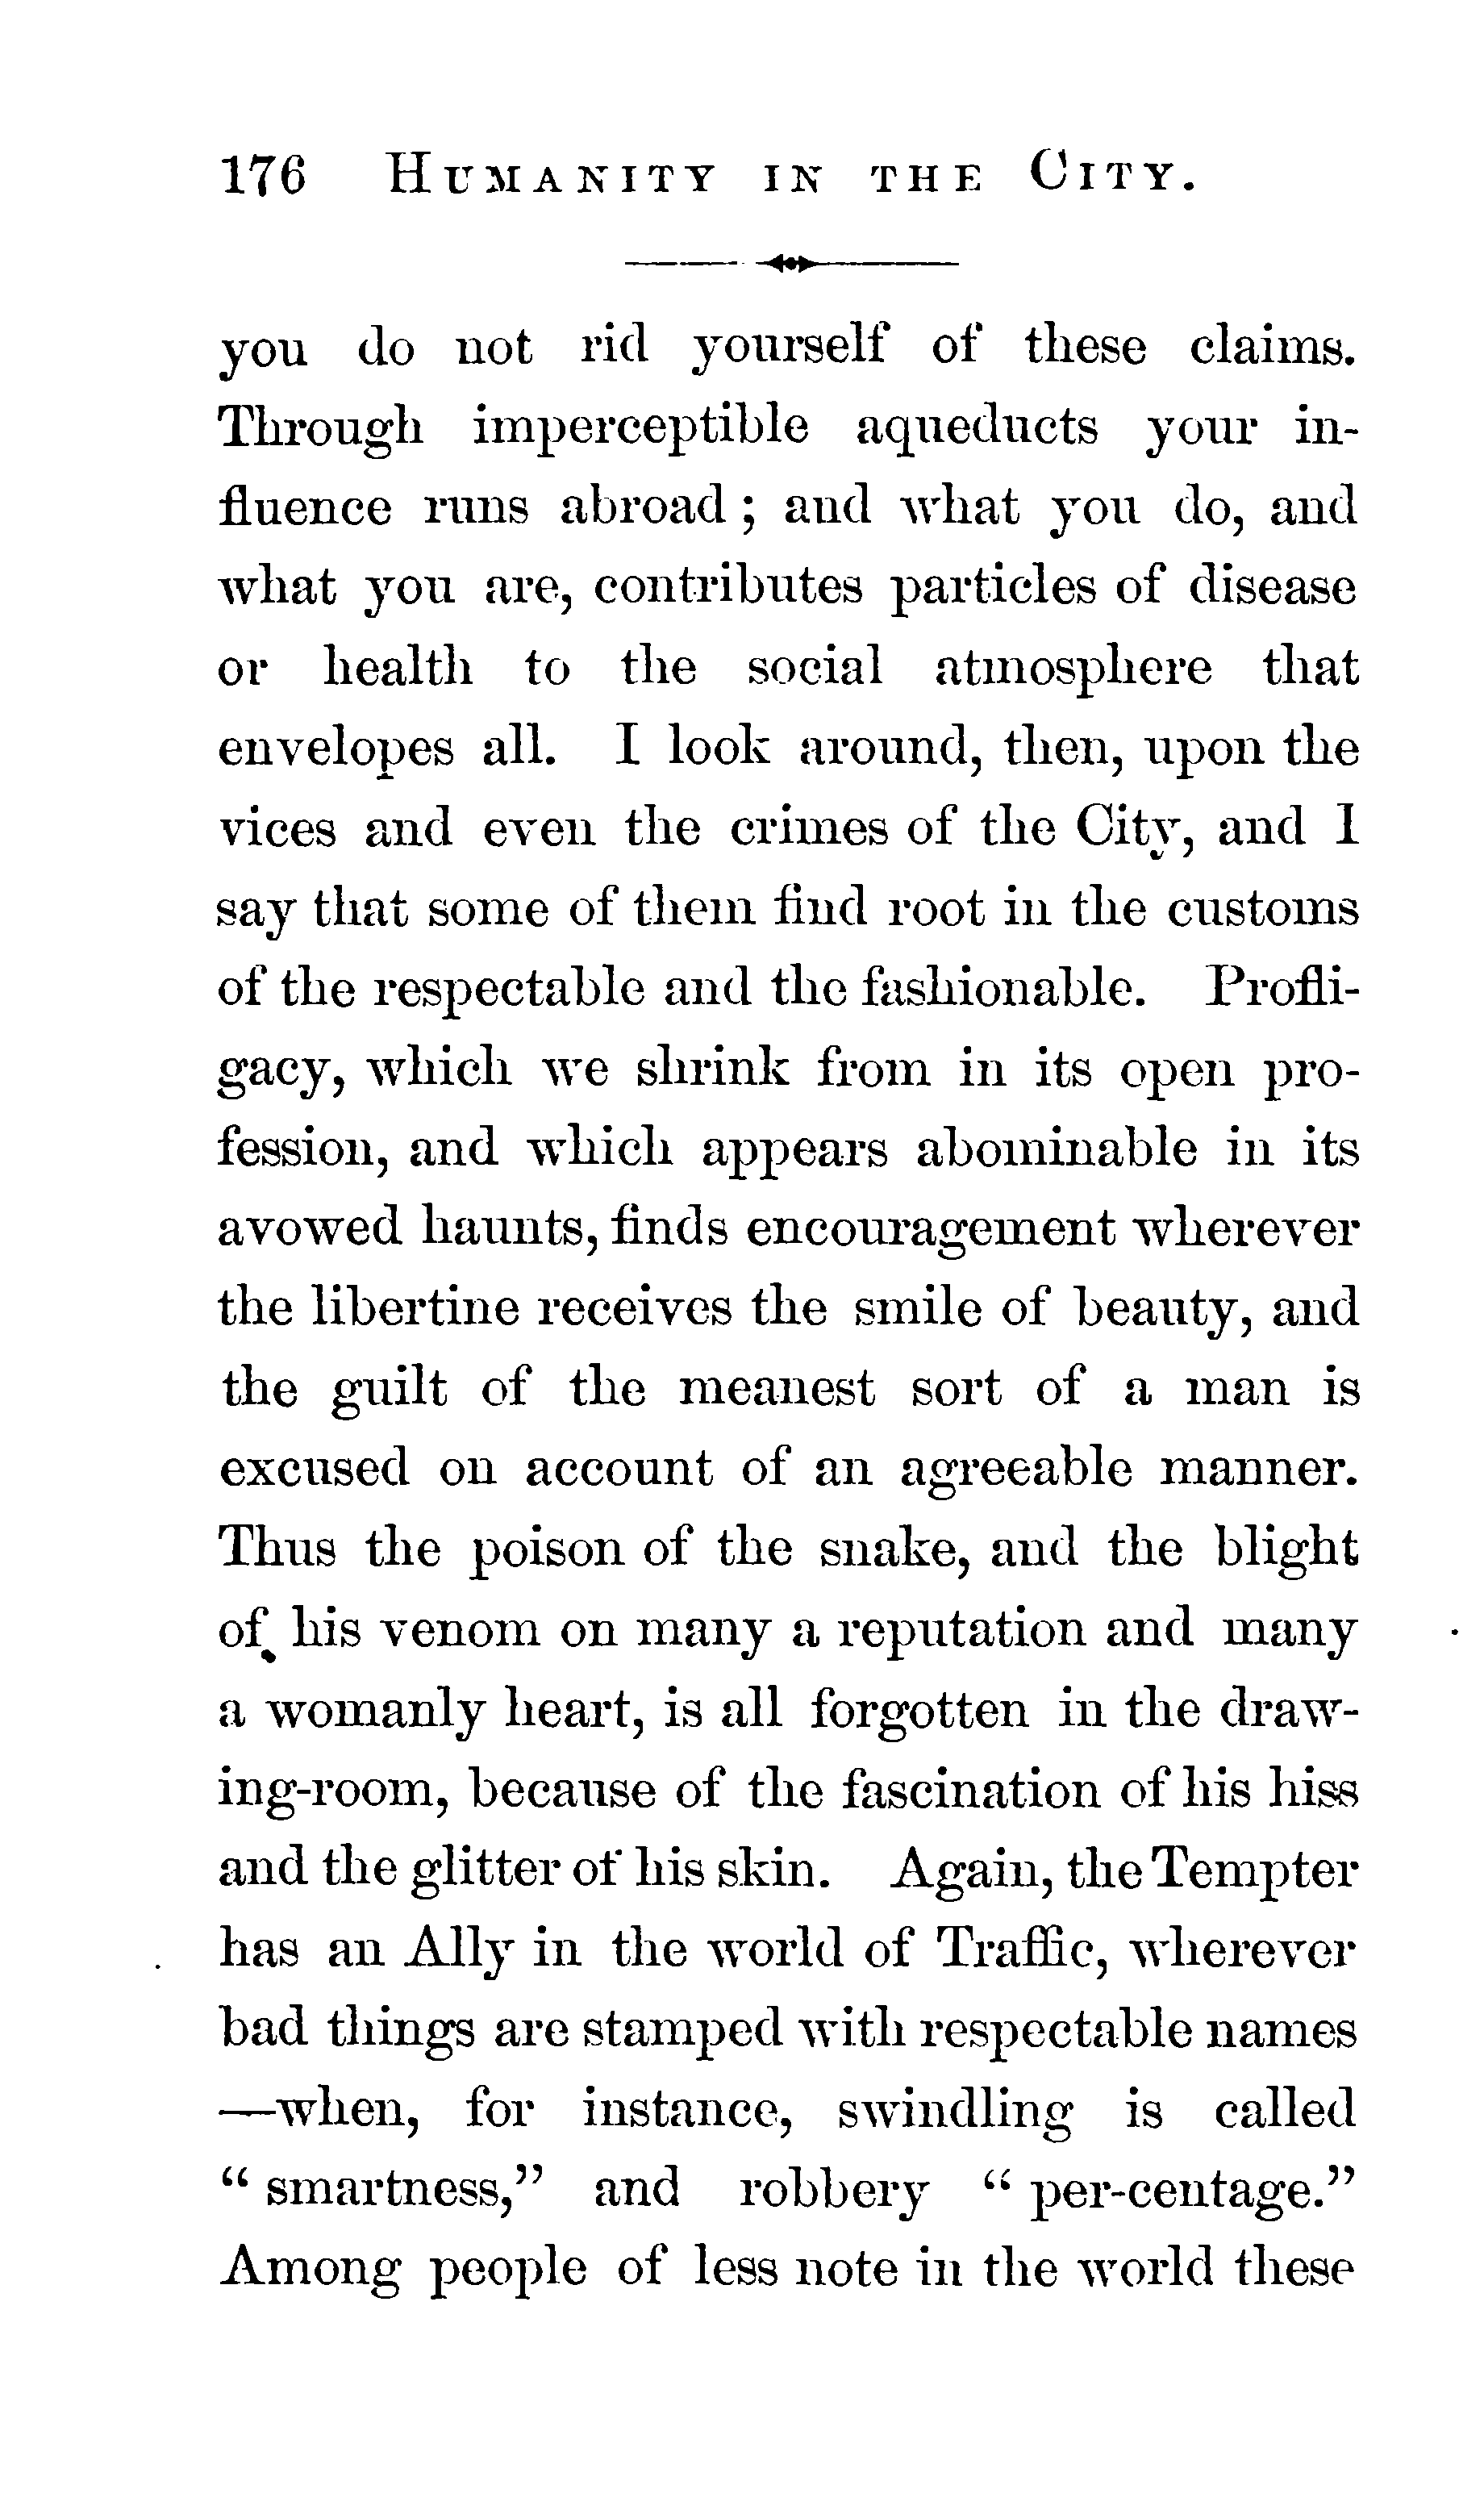 176 HUMANITY IN THE CITY.
you do not rid yourself of these claims.
Through imperceptible aqueducts your in-
fluence runs abroad ; and what you do, and
what you are, contributes particles of disease
or health to the social atmosphere that
envelopes all. I look around, then, upon the
vices and even the crimes of the City, and I
say that some of them find root in the customs
of the respectable and the fashionable. Profli-
gacy, which we shrink from in its open pro-
fession, and which appears abominable in its
avowed haunts, finds encouragement wherever
the libertine receives the smile of beauty, and
the guilt of the meanest sort of a man is
excused on account of an agreeable manner.
Thus the poison of the snake, and the blight
of his venom on many a reputation and many
a womanly heart, is all forgotten in the draw-
ing-room, because of the fascination of his hiss
and the glitter of his skin. Again, the Tempter
has an Ally in the world of Traffic, wherever
bad things are stamped with respectable names
—when, for instance, swindling is called
“ smartness,” and robbery “ per-centage.”
Among people of less note in the world these